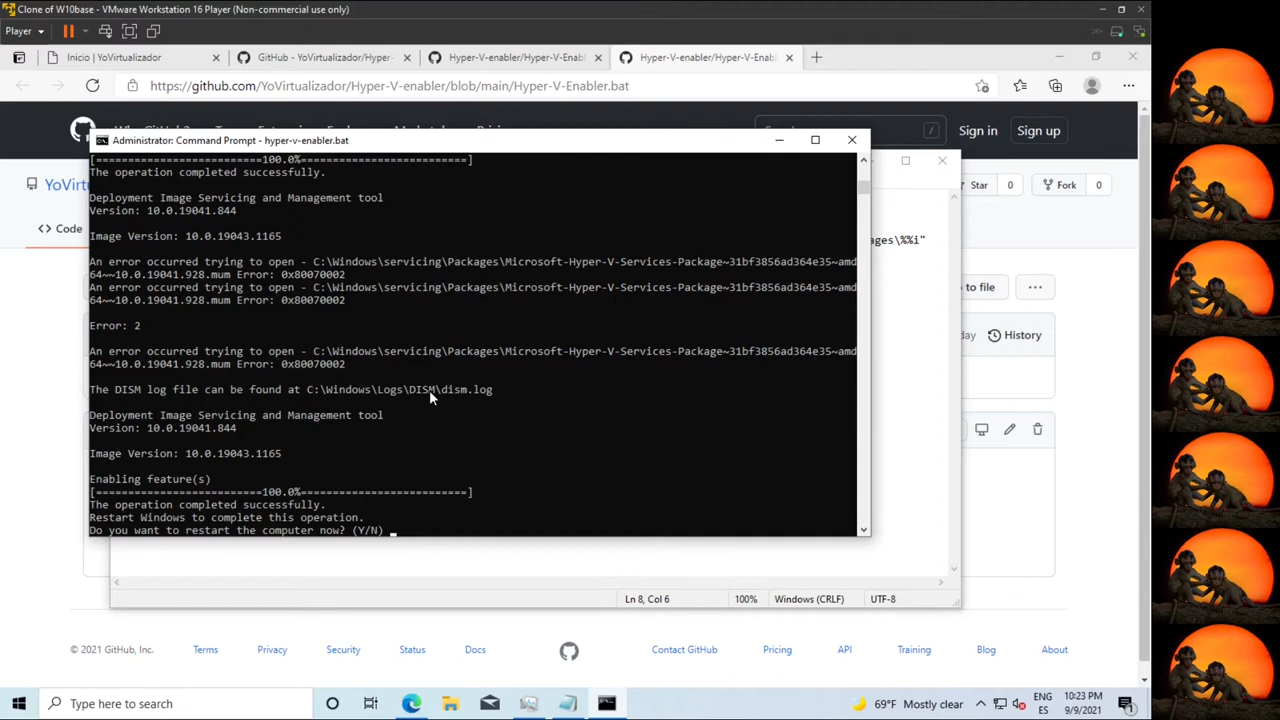 Clone of W10base - VMware Workstation 16 Player (Non-commercial use only)
Player
Inicio | YoVirtualizador
GitHub - YoVirtualizador/Hyper-
Hyper-V-enabler/Hyper-V-Enabl
Hyper-V-enabler/Hyper-V-Enabl
https://github.com/YoVirtualizador/Hyper-V-enabler/blob/main/Hyper-V-Enabler.bat
Sign in
Sign up
Administrator: Command Prompt - hyper-v-enabler.bat
YoVirtu
Star 0
Fork 0
Code
ages\%%i"
to file
day
History
[==========================100.0%==========================]
The operation completed successfully.
Deployment Image Servicing and Management tool
Version: 10.0.19041.844
Image Version: 10.0.19043.1165
An error occurred trying to open - C:\Windows\servicing\Packages\Microsoft-Hyper-V-Services-Package~31bf3856ad364e35~amd
64~~10.0.19041.928.mum Error: 0x80070002
An error occurred trying to open - C:\Windows\servicing\Packages\Microsoft-Hyper-V-Services-Package~31bf3856ad364e35~amd
64~~10.0.19041.928.mum Error: 0x80070002
Error: 2
An error occurred trying to open - C:\Windows\servicing\Packages\Microsoft-Hyper-V-Services-Package~31bf3856ad364e35~amd
64~~10.0.19041.928.mum Error: 0x80070002
The DISM log file can be found at C:\Windows\Logs\DISM\dism.log
Deployment Image Servicing and Management tool
Version: 10.0.19041.844
Image Version: 10.0.19043.1165
Enabling feature(s)
[==========================100.0%==========================]
The operation completed successfully.
Restart Windows to complete this operation.
Do you want to restart the computer now? (Y/N)
Ln 8, Col 6
100%
Windows (CRLF)
UTF-8
© 2021 GitHub, Inc.
Terms
Privacy
Security
Status
Docs
Contact GitHub
Pricing
API
Training
Blog
About
Type here to search
69°F Mostly clear
ENG
ES
10:23 PM
9/9/2021
1